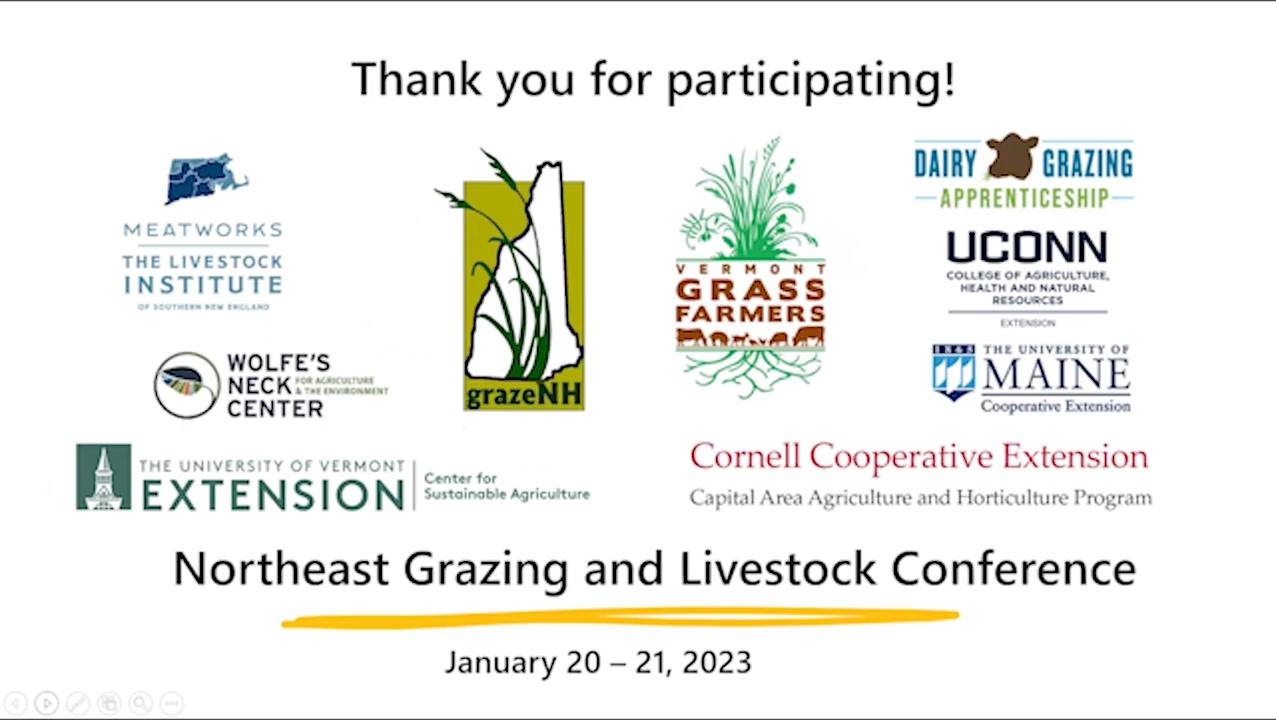 Thank you for participating!
MEATWORKS
THE LIVESTOCK
INSTITUTE
OF SOUTHERN NEW ENGLAND
grazeNH
VERMONT
GRASS
FARMERS
DAIRY GRAZING
APPRENTICESHIP
UCONN
COLLEGE OF AGRICULTURE,
HEALTH AND NATURAL
RESOURCES
EXTENSION
WOLFE'S
NECK FOR AGRICULTURE
& THE ENVIRONMENT
CENTER
1865 THE UNIVERSITY OF
MAINE
Cooperative Extension
THE UNIVERSITY OF VERMONT
EXTENSION
Center for
Sustainable Agriculture
Cornell Cooperative Extension
Capital Area Agriculture and Horticulture Program
Northeast Grazing and Livestock Conference
January 20 – 21, 2023